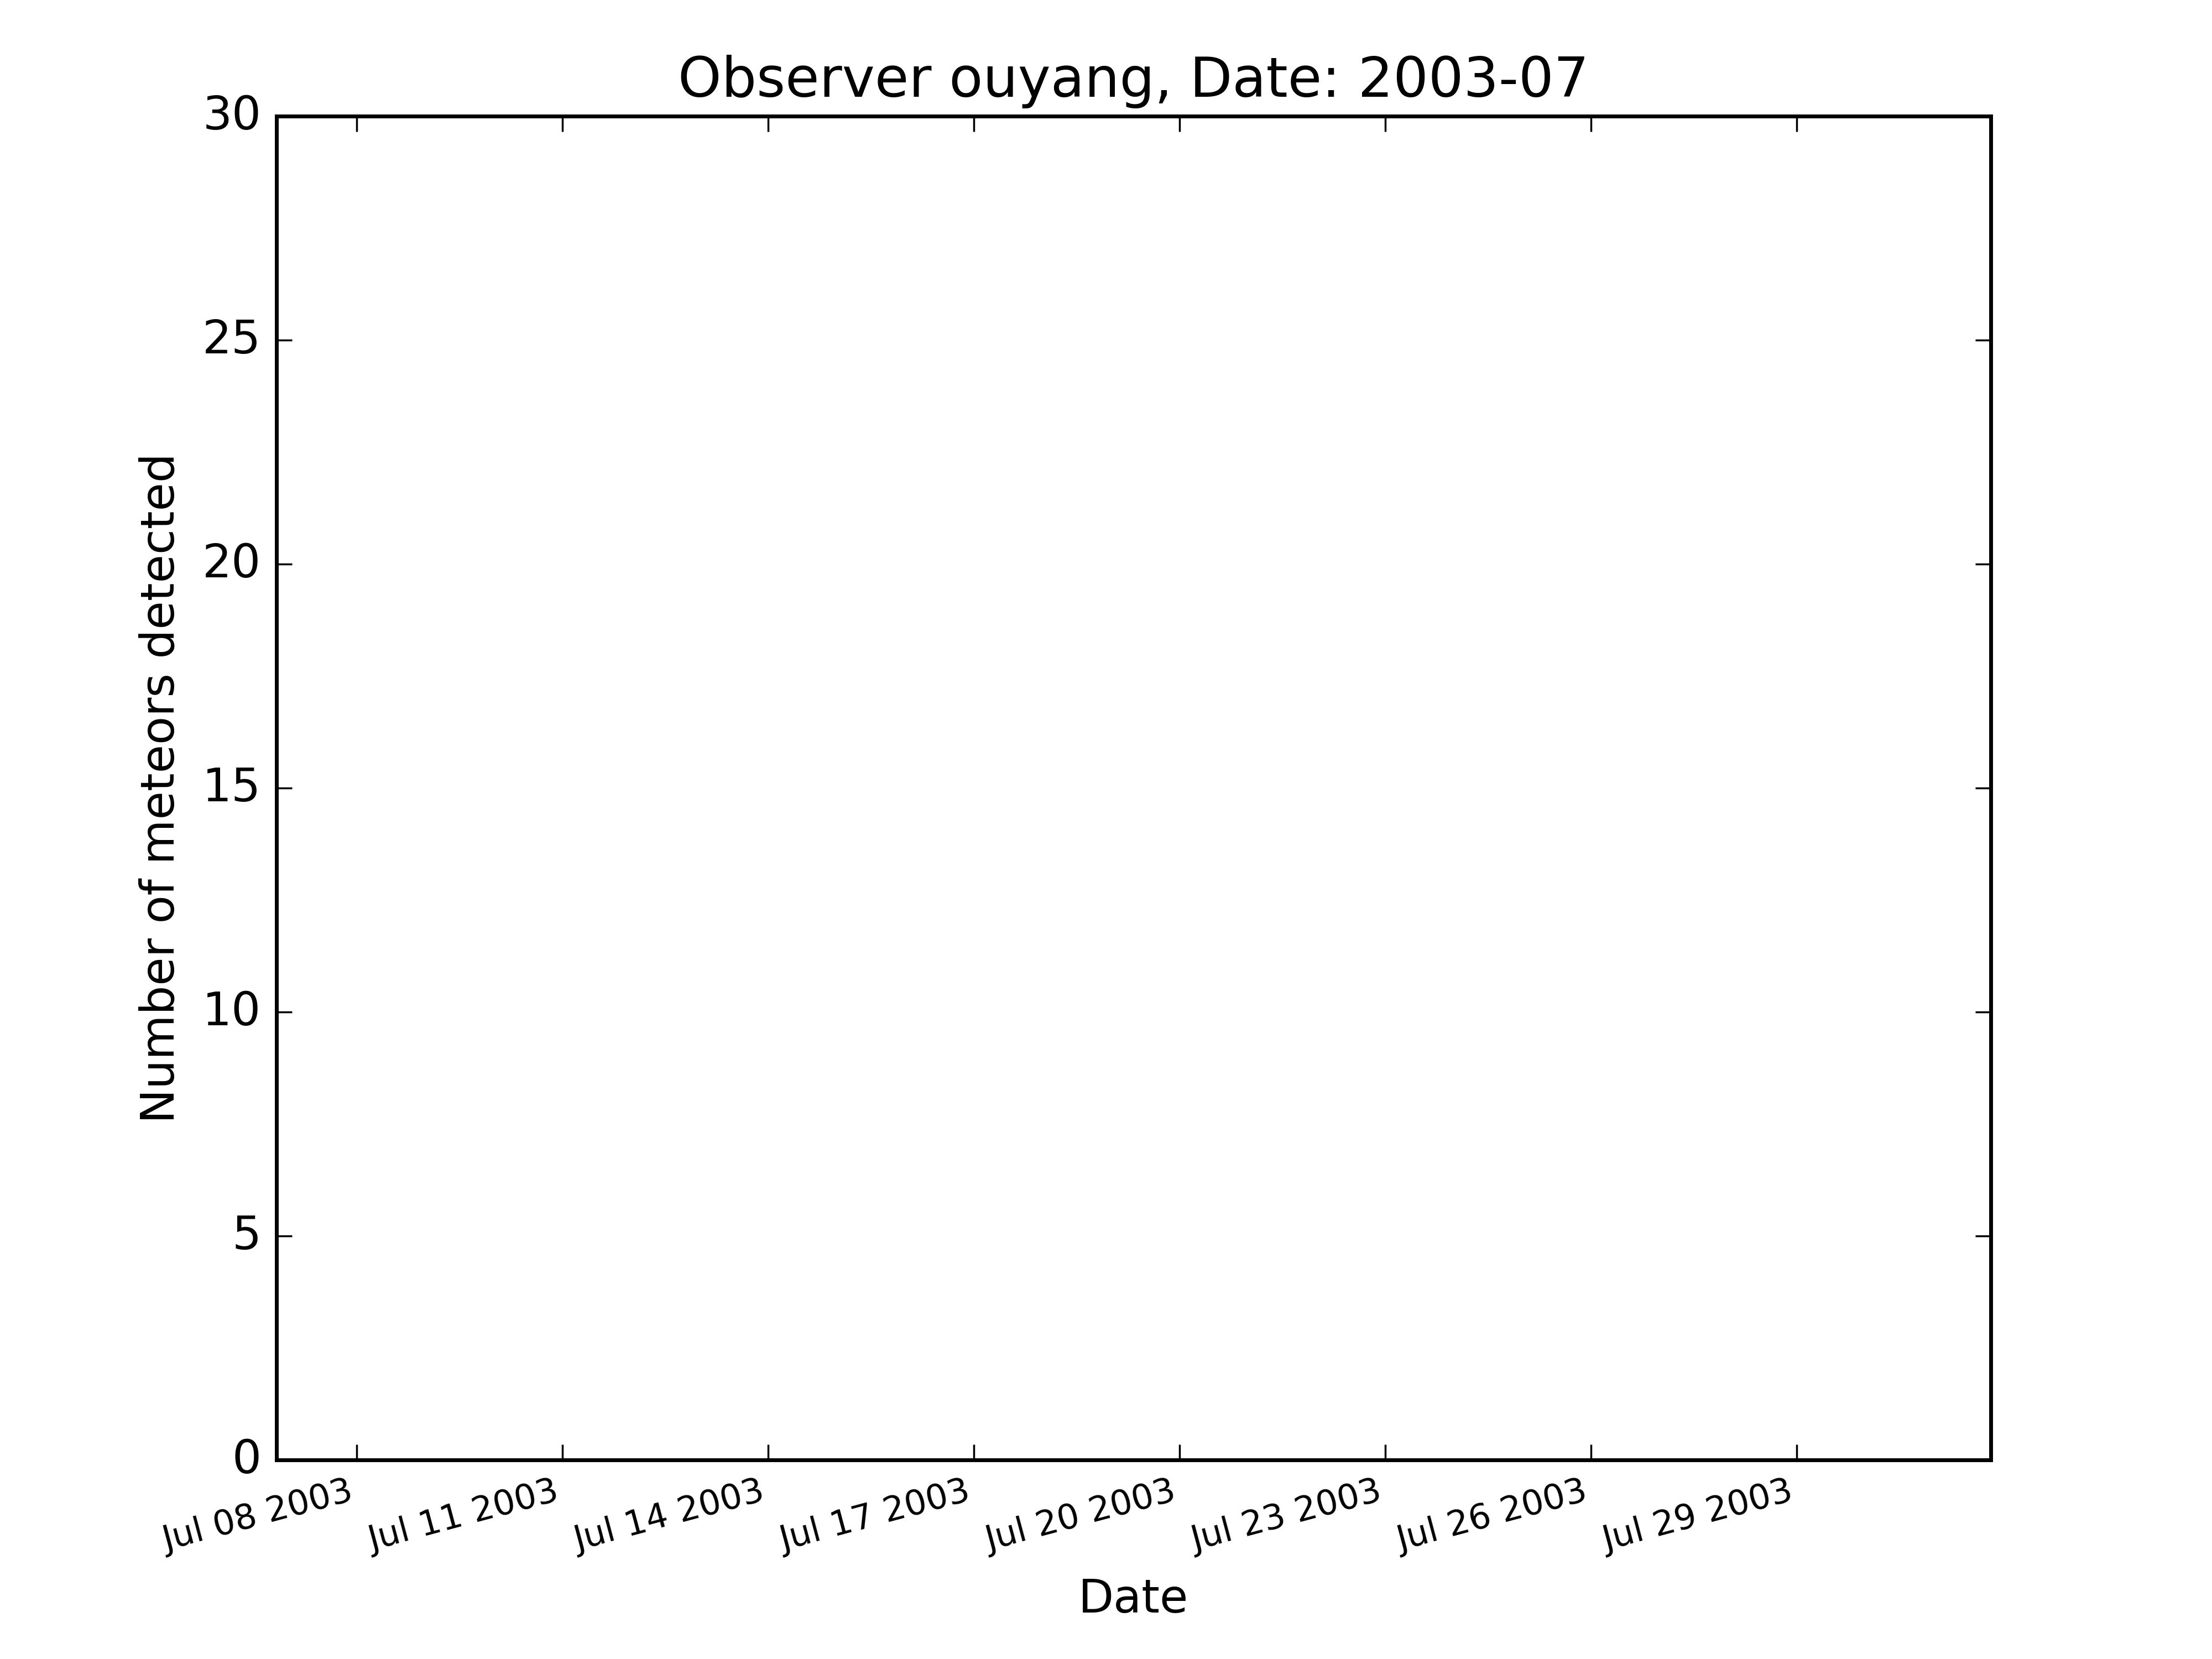 Observer ouyang, Date: 2003-07
Number of meteors detected
30
25
20
15
10
5
0
Jul 08 2003
Jul 11 2003
Jul 14 2003
Jul 17 2003
Jul 20 2003
Jul 23 2003
Jul 26 2003
Jul 29 2003
Date